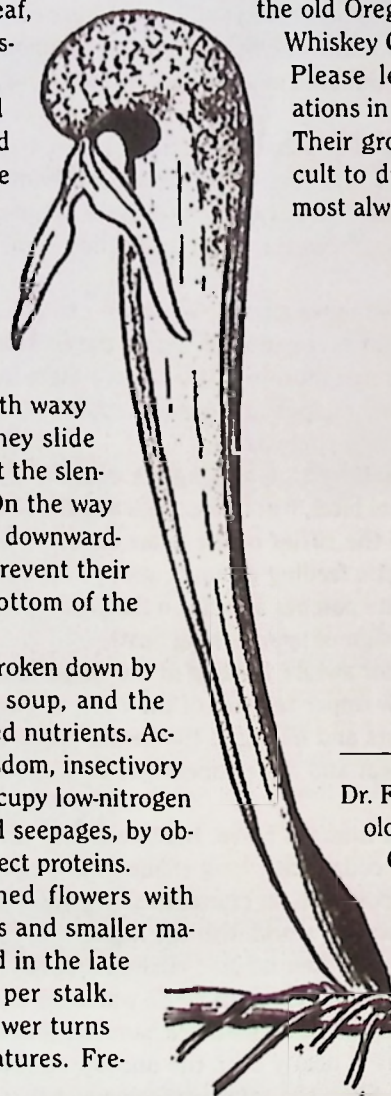 eaf,
s-
d
d
e
th waxy
hey slide
t the slen-
On the way
downward-
revent their
ottom of the
roken down by
soup, and the
ed nutrients. Ac-
sdom, insectivory
cupy low-nitrogen
d seepages, by ob-
ect proteins.
ned flowers with
s and smaller ma-
d in the late
per stalk.
wer turns
atures. Fre-
the old Oreg
Whiskey C
Please le
ations in
Their gro
cult to d
most alw
Dr. F
olo